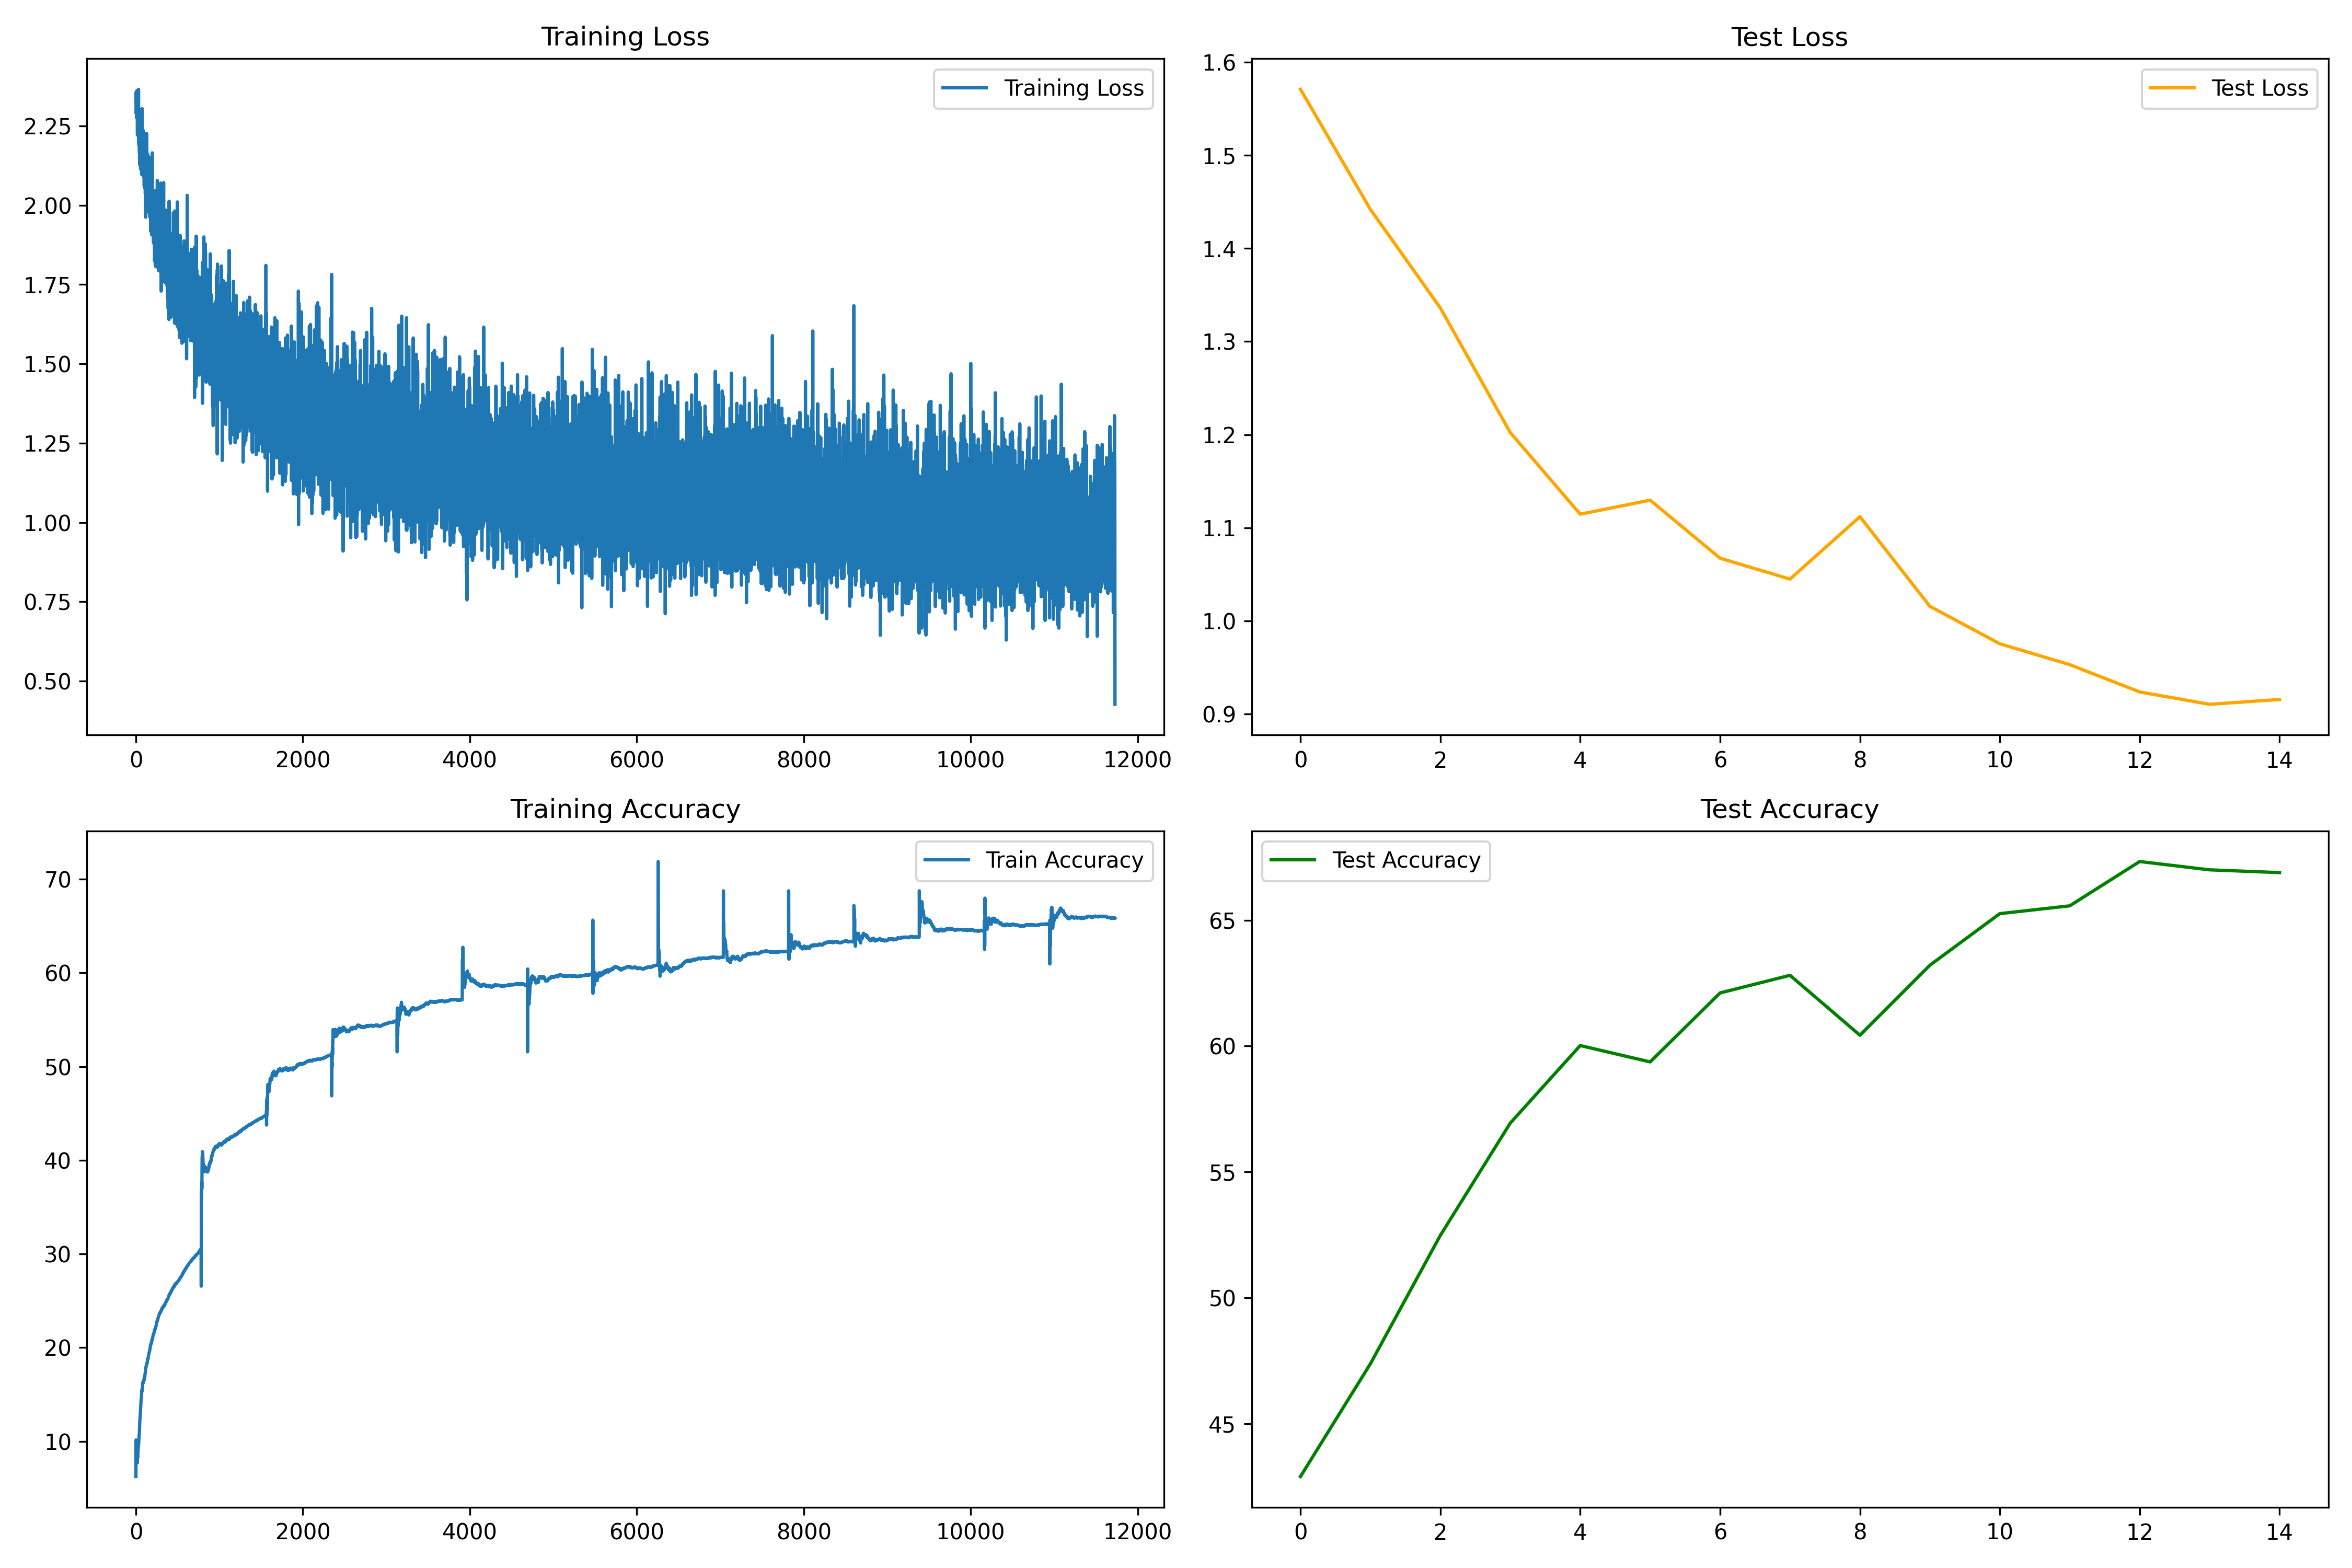 Training Loss
Training Loss
2.25
2.00
1.75
1.50
1.25
1.00
0.75
0.50
0 2000 4000 6000 8000 10000 12000
Test Loss
Test Loss
1.6
1.5
1.4
1.3
1.2
1.1
1.0
0.9
0 2 4 6 8 10 12 14
Training Accuracy
Train Accuracy
70
60
50
40
30
20
10
0 2000 4000 6000 8000 10000 12000
Test Accuracy
Test Accuracy
65
60
55
50
45
0 2 4 6 8 10 12 14